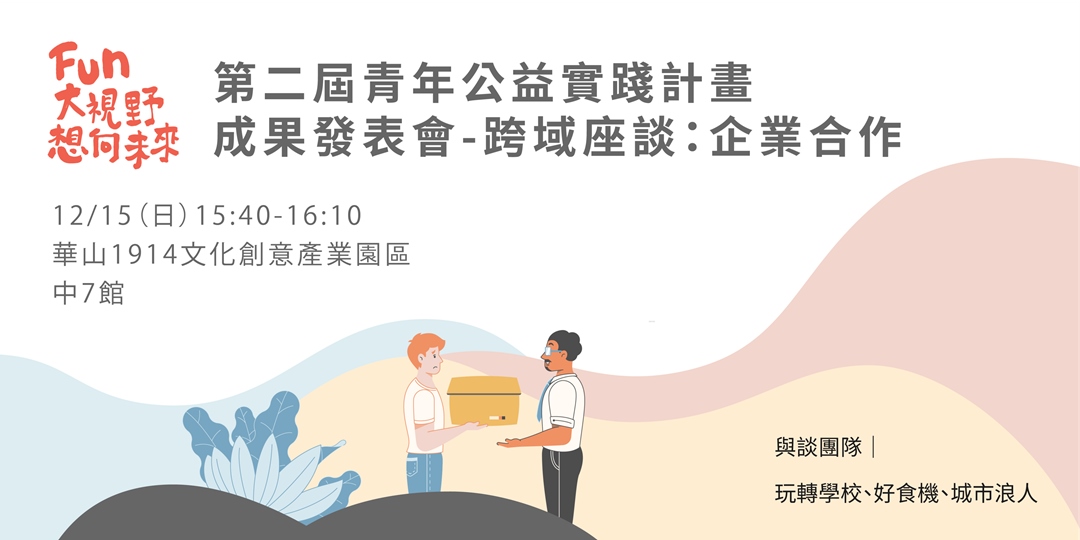 Fun
大視野
想向未來
第二屆青年公益實踐計畫
成果發表會-跨域座談：企業合作
12/15（日）15:40-16:10
華山1914文化創意產業園區
中7館
與談團隊｜
玩轉學校、好食機、城市浪人